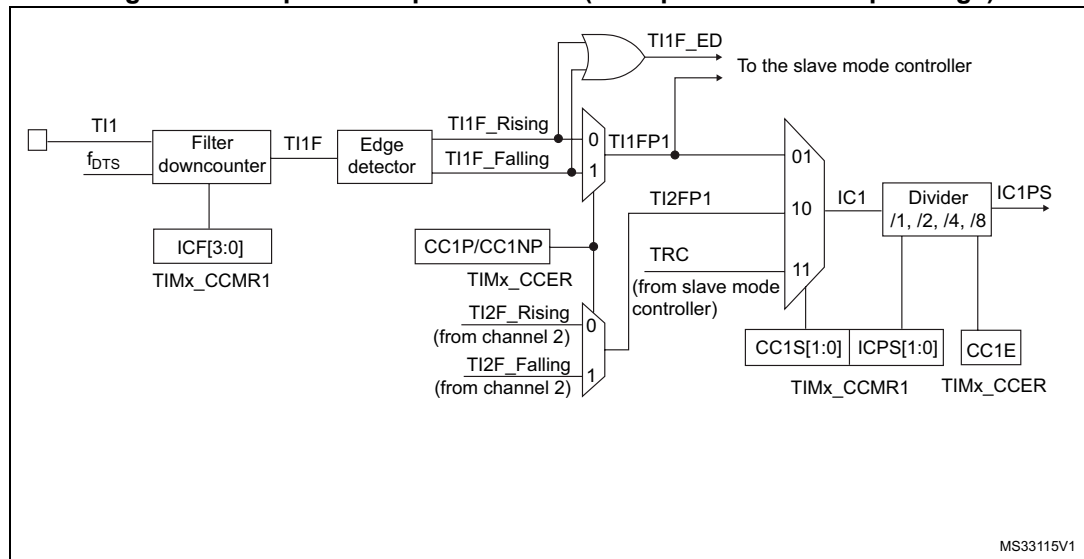 TI1F_ED
To the slave mode controller
TI1
fDTS
Filter
downcounter
TI1F
Edge
detector
TI1F_Rising
TI1F_Falling
0
1
TI1FP1
TI2FP1
01
10
11
IC1
Divider
/1, /2, /4, /8
IC1PS
ICF[3:0]
TIMx_CCMR1
CC1P/CC1NP
TIMx_CCER
TRC
(from slave mode
controller)
TI2F_Rising
(from channel 2)
TI2F_Falling
(from channel 2)
0
1
CC1S[1:0]
ICPS[1:0]
TIMx_CCMR1
CC1E
TIMx_CCER
MS33115V1